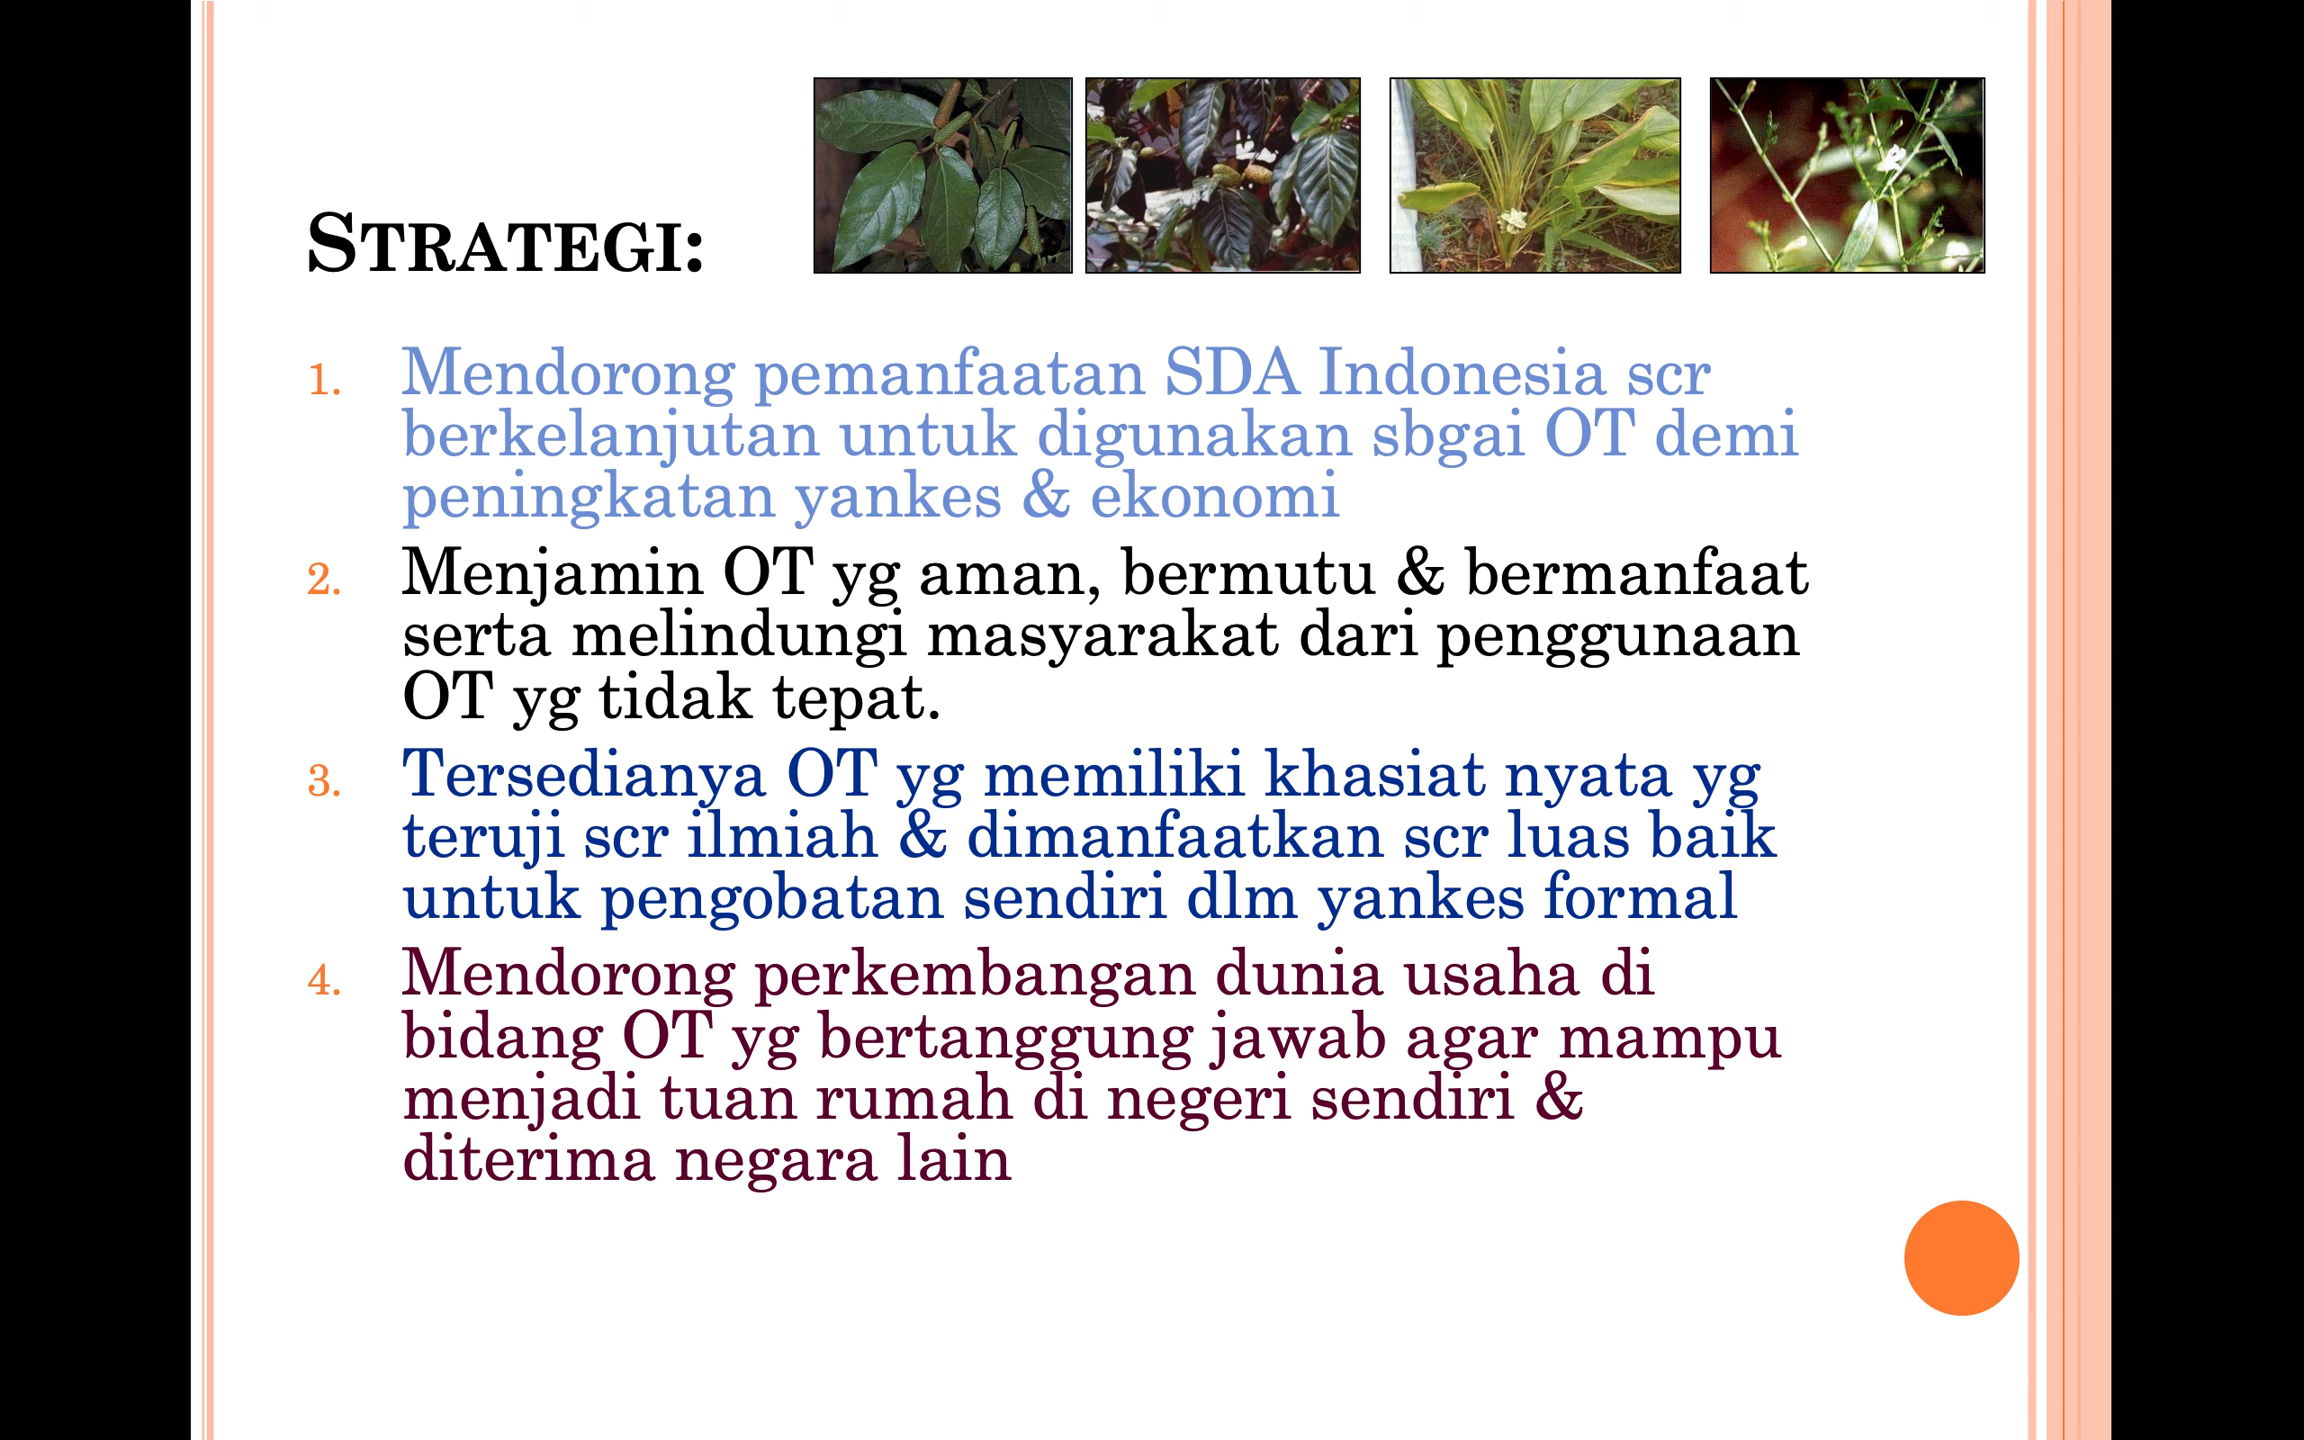 STRATEGI:
1. Mendorong pemanfaatan SDA Indonesia scr
berkelanjutan untuk digunakan sbgai OT demi
peningkatan yankes & ekonomi
2. Menjamin OT yg aman, bermutu & bermanfaat
serta melindungi masyarakat dari penggunaan
OT yg tidak tepat.
3. Tersedianya OT yg memiliki khasiat nyata yg
teruji scr ilmiah & dimanfaatkan scr luas baik
untuk pengobatan sendiri dlm yankes formal
4. Mendorong perkembangan dunia usaha di
bidang OT yg bertanggung jawab agar mampu
menjadi tuan rumah di negeri sendiri &
diterima negara lain